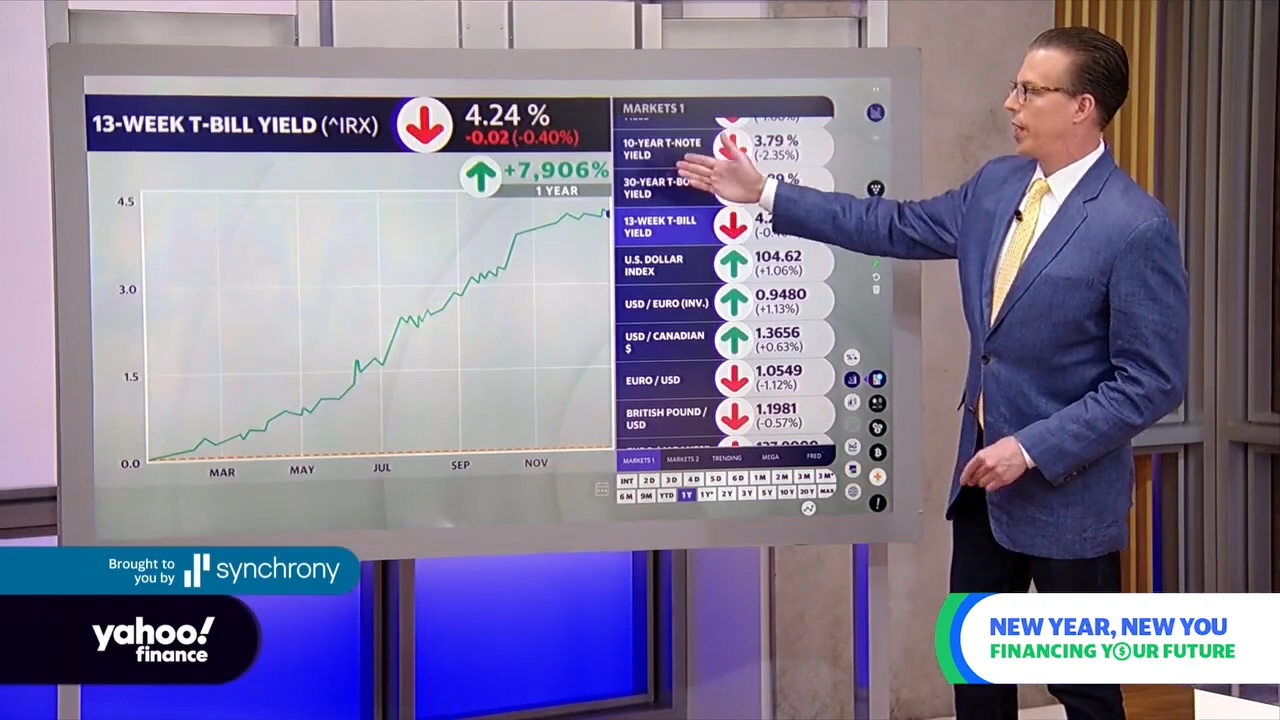 13-WEEK T-BILL YIELD (^IRX)
4.24 %
-0.02 (-0.40%)
+7,906%
1 YEAR
4.5
3.0
1.5
0.0
MAR
MAY
JUL
SEP
NOV
MARKETS 1
10-YEAR T-NOTE
YIELD
3.79 %
(-2.35%)
30-YEAR
YIELD
13-WEEK T-BILL
YIELD
U.S. DOLLAR
INDEX
104.62
(+1.06%)
USD / EURO (INV.)
0.9480
(+1.13%)
USD / CANADIAN
$
1.3656
(+0.63%)
EURO / USD
1.0549
(-1.12%)
BRITISH POUND /
USD
1.1981
(-0.57%)
MARKETS 1
MARKETS 2
TRENDING
MEGA
FRED
INT 2D 3D 4D 5D 6D 1M 2M 3M 3M*
6M 9M YTD 1Y 1Y* 2Y 3Y 5Y 10Y 20Y MAX
Brought to
you by
synchrony
yahoo!
finance
NEW YEAR, NEW YOU
FINANCING YOUR FUTURE